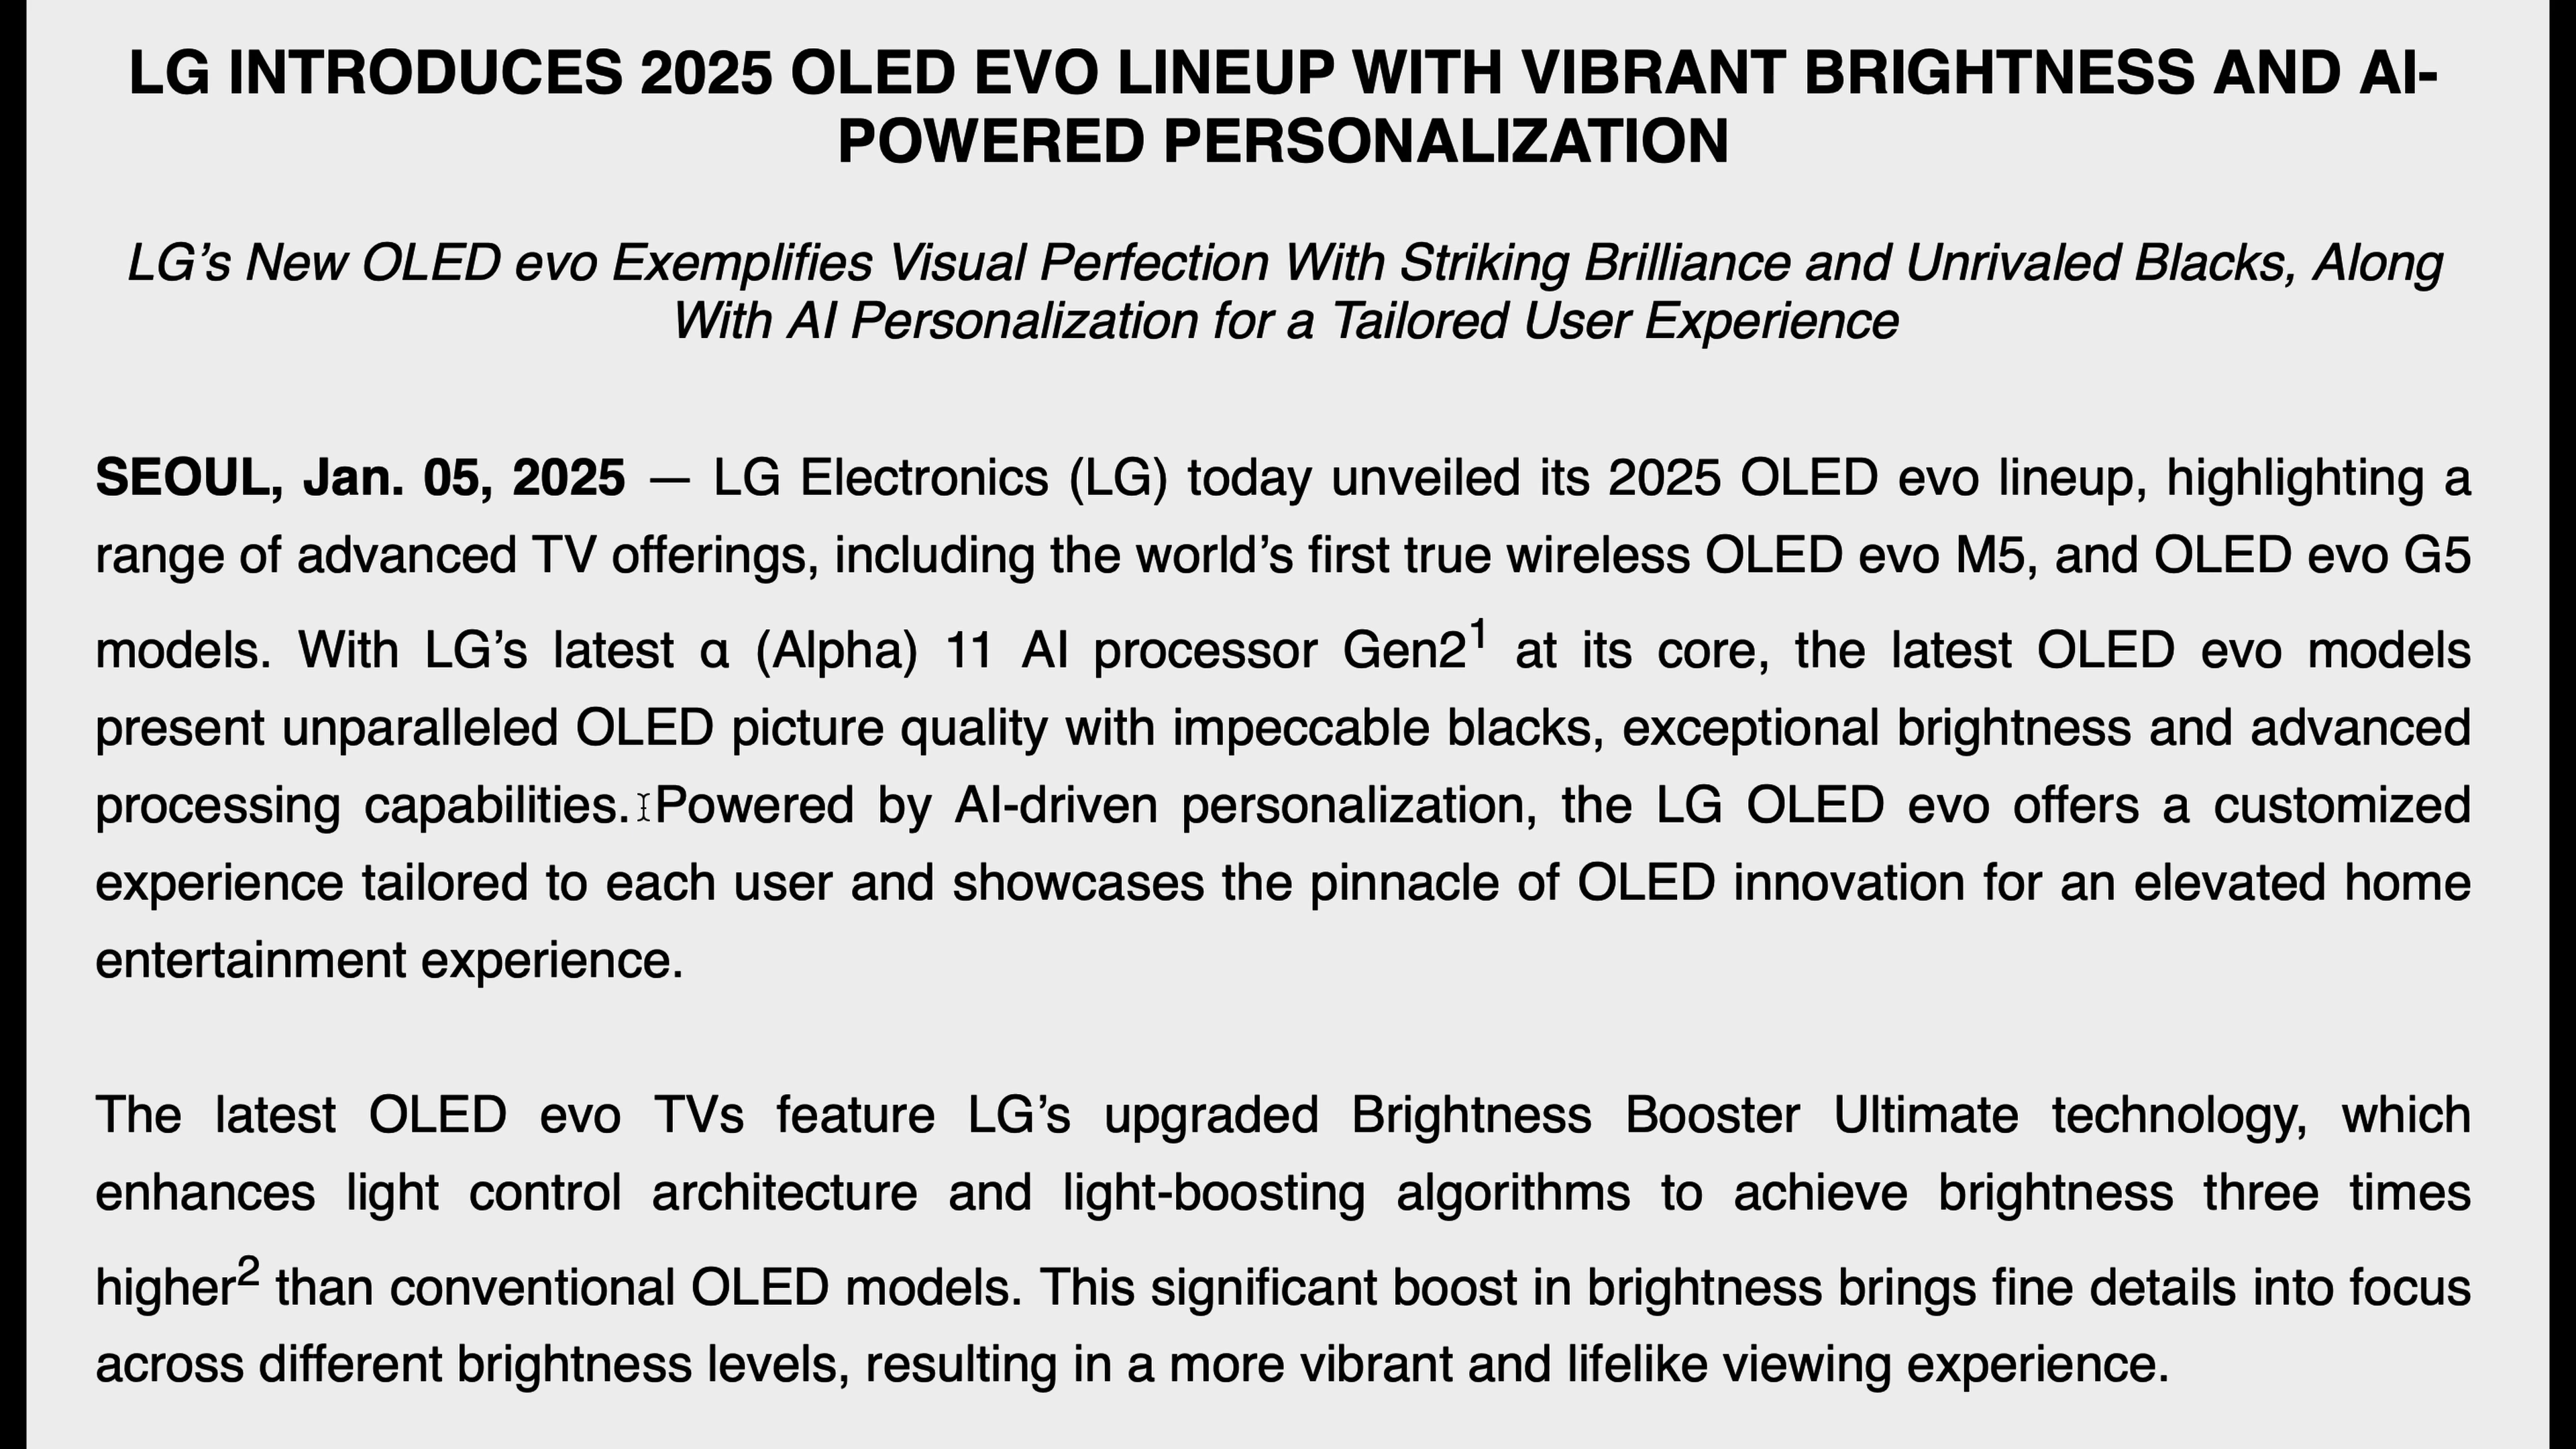 LG INTRODUCES 2025 OLED EVO LINEUP WITH VIBRANT BRIGHTNESS AND AI-
POWERED PERSONALIZATION
LG’s New OLED evo Exemplifies Visual Perfection With Striking Brilliance and Unrivaled Blacks, Along
With AI Personalization for a Tailored User Experience
SEOUL, Jan. 05, 2025 — LG Electronics (LG) today unveiled its 2025 OLED evo lineup, highlighting a
range of advanced TV offerings, including the world’s first true wireless OLED evo M5, and OLED evo G5
models. With LG’s latest α (Alpha) 11 AI processor Gen2¹ at its core, the latest OLED evo models
present unparalleled OLED picture quality with impeccable blacks, exceptional brightness and advanced
processing capabilities. Powered by AI-driven personalization, the LG OLED evo offers a customized
experience tailored to each user and showcases the pinnacle of OLED innovation for an elevated home
entertainment experience.
The latest OLED evo TVs feature LG’s upgraded Brightness Booster Ultimate technology, which
enhances light control architecture and light-boosting algorithms to achieve brightness three times
higher² than conventional OLED models. This significant boost in brightness brings fine details into focus
across different brightness levels, resulting in a more vibrant and lifelike viewing experience.